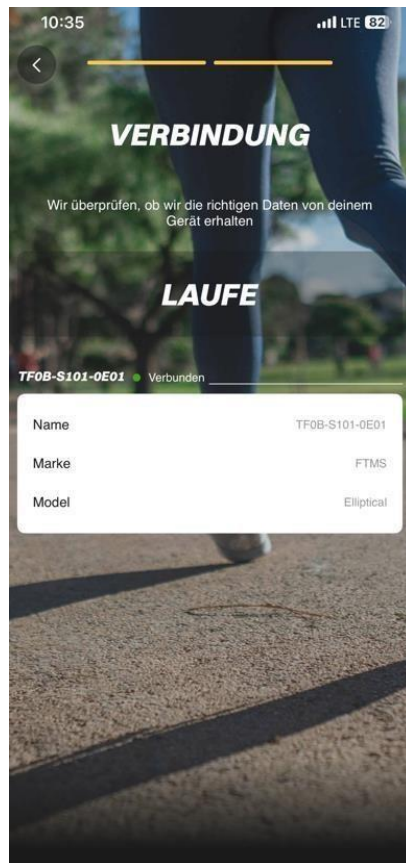 10:35
LTE 82
VERBINDUNG
Wir überprüfen, ob wir die richtigen Daten von deinem
Gerät erhalten
LAUFE
TF0B-S101-0E01 Verbunden
Name TF0B-S101-0E01
Marke FTMS
Model Elliptical